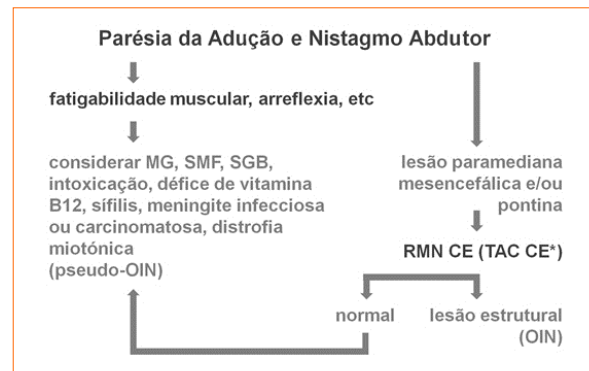 Parésia da Adução e Nistagmo Abdutor
fatigabilidade muscular, arreflexia, etc
considerar MG, SMF, SGB,
intoxicação, défice de vitamina
B12, sífilis, meningite infecciosa
ou carcinomatosa, distrofia
miotónica
(pseudo-OIN)
lesão paramediana
mesencefálica e/ou
pontina
RMN CE (TAC CE*)
normal
lesão estrutural
(OIN)